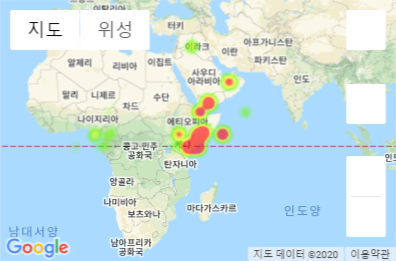 이탈리아
터키
지도
위성
이라크
이란
아프가니스탄
파키스탄
알제리
리비아
이집트
사우디
아라비아
인도
말리
니제르
차드
수단
나이지리아
에티오피아
콩고 민주
공화국
탄자니아
앙골라
나미비아
보츠와나
마다가스카르
인도양
남대서양
남아프리카
공화국
Google
지도 데이터 ©2020
이용약관